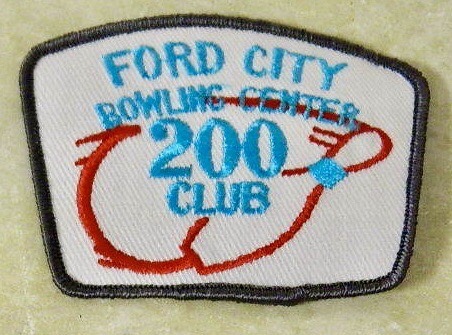 FORD CITY
BOWLING CENTER
200
CLUB